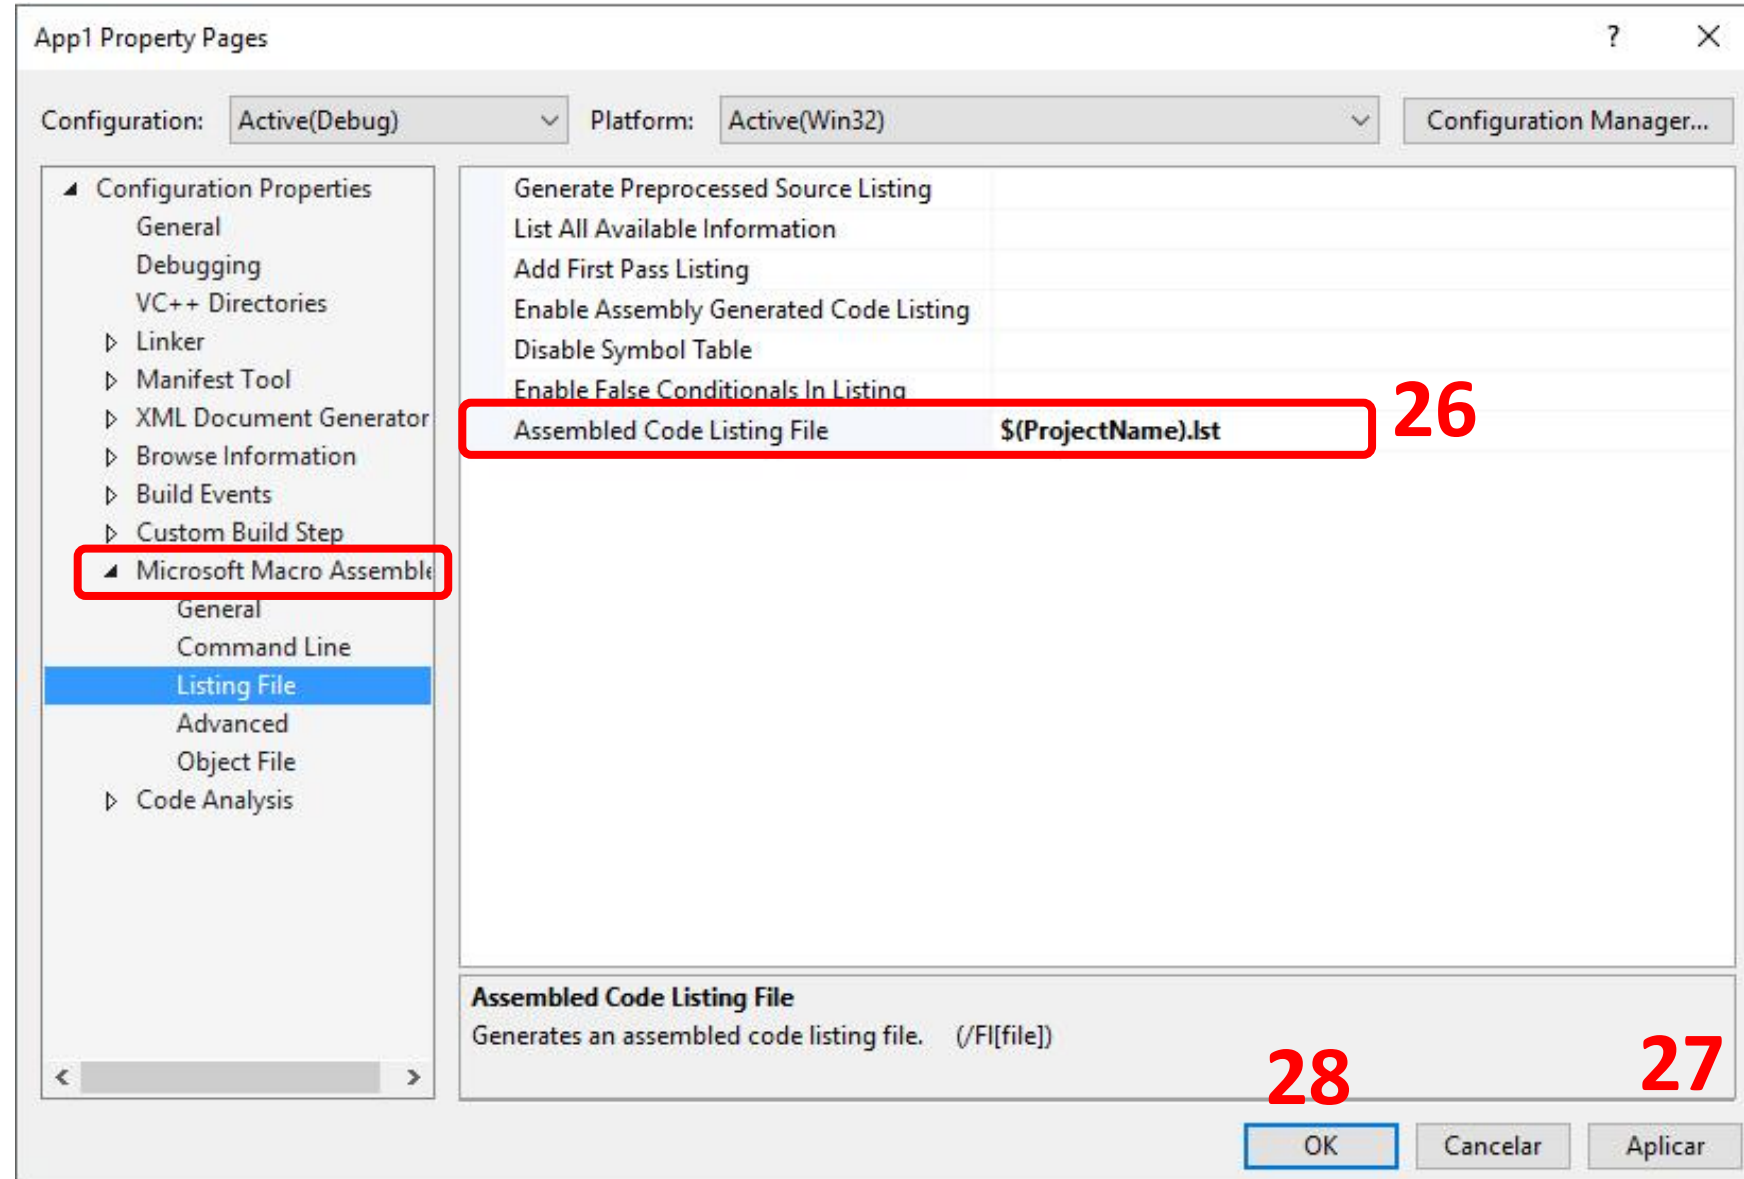 App1 Property Pages ?
Configuration: Active(Debug) Platform: Active(Win32) Configuration Manager...
Configuration Properties
General
Debugging
VC++ Directories
Linker
Manifest Tool
XML Document Generator
Browse Information
Build Events
Custom Build Step
Microsoft Macro Assemble
General
Command Line
Listing File
Advanced
Object File
Code Analysis
Generate Preprocessed Source Listing
List All Available Information
Add First Pass Listing
Enable Assembly Generated Code Listing
Disable Symbol Table
Enable False Conditionals In Listing
Assembled Code Listing File $(ProjectName).lst
26
Assembled Code Listing File
Generates an assembled code listing file. (/Fl[file])
28 27
OK Cancelar Aplicar